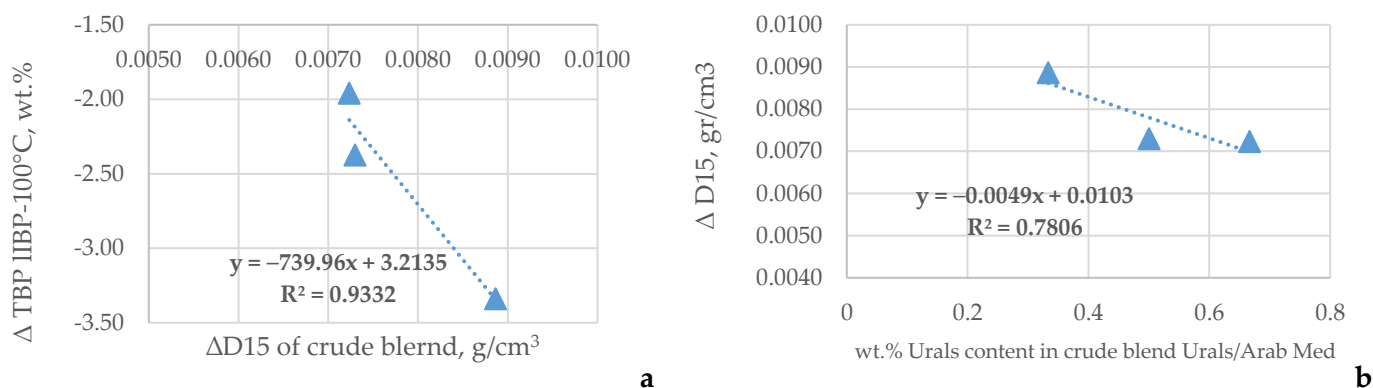 -1.50
0.0050 0.0060 0.0070 0.0080 0.0090 0.0100
-2.00
-2.50
-3.00
-3.50
Δ TBP IIBP-100°C, wt.%
y = −739.96x + 3.2135
R² = 0.9332
ΔD15 of crude blernd, g/cm³
a
0.0100
0.0090
0.0080
0.0070
0.0060
0.0050
0.0040
Δ D15, gr/cm3
y = −0.0049x + 0.0103
R² = 0.7806
0 0.2 0.4 0.6 0.8
wt.% Urals content in crude blend Urals/Arab Med
b